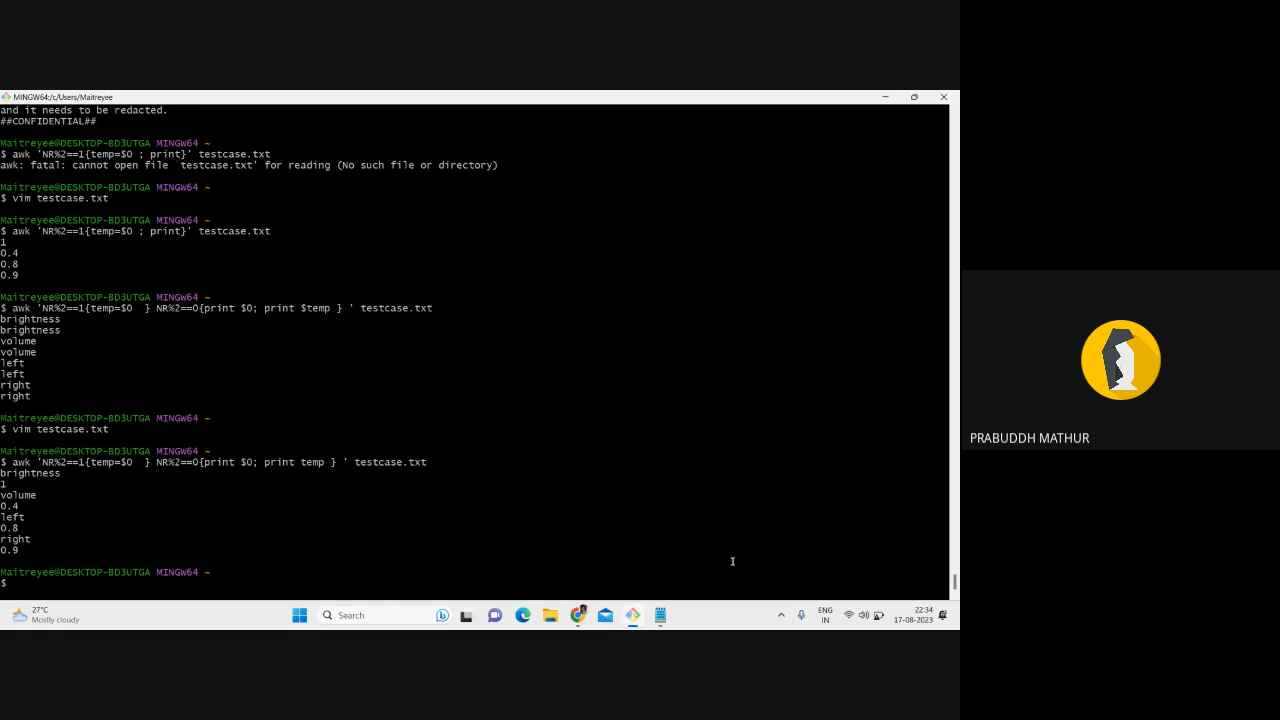 MINGW64:/c/Users/Maitreyee
and it needs to be redacted.
##CONFIDENTIAL##
Maitreyee@DESKTOP-BD3UTGA MINGW64 ~
$ awk 'NR%2==1{temp=$0 ; print}' testcase.txt
awk: fatal: cannot open file `testcase.txt' for reading (No such file or directory)
Maitreyee@DESKTOP-BD3UTGA MINGW64 ~
$ vim testcase.txt
Maitreyee@DESKTOP-BD3UTGA MINGW64 ~
$ awk 'NR%2==1{temp=$0 ; print}' testcase.txt
1
0.4
0.8
0.9
Maitreyee@DESKTOP-BD3UTGA MINGW64 ~
$ awk 'NR%2==1{temp=$0  } NR%2==0{print $0; print $temp } ' testcase.txt
brightness
brightness
volume
volume
left
left
right
right
Maitreyee@DESKTOP-BD3UTGA MINGW64 ~
$ vim testcase.txt
Maitreyee@DESKTOP-BD3UTGA MINGW64 ~
$ awk 'NR%2==1{temp=$0  } NR%2==0{print $0; print temp } ' testcase.txt
brightness
1
volume
0.4
left
0.8
right
0.9
Maitreyee@DESKTOP-BD3UTGA MINGW64 ~
$
PRABUDDH MATHUR
27°C
Mostly cloudy
Search
ENG
IN
22:34
17-08-2023